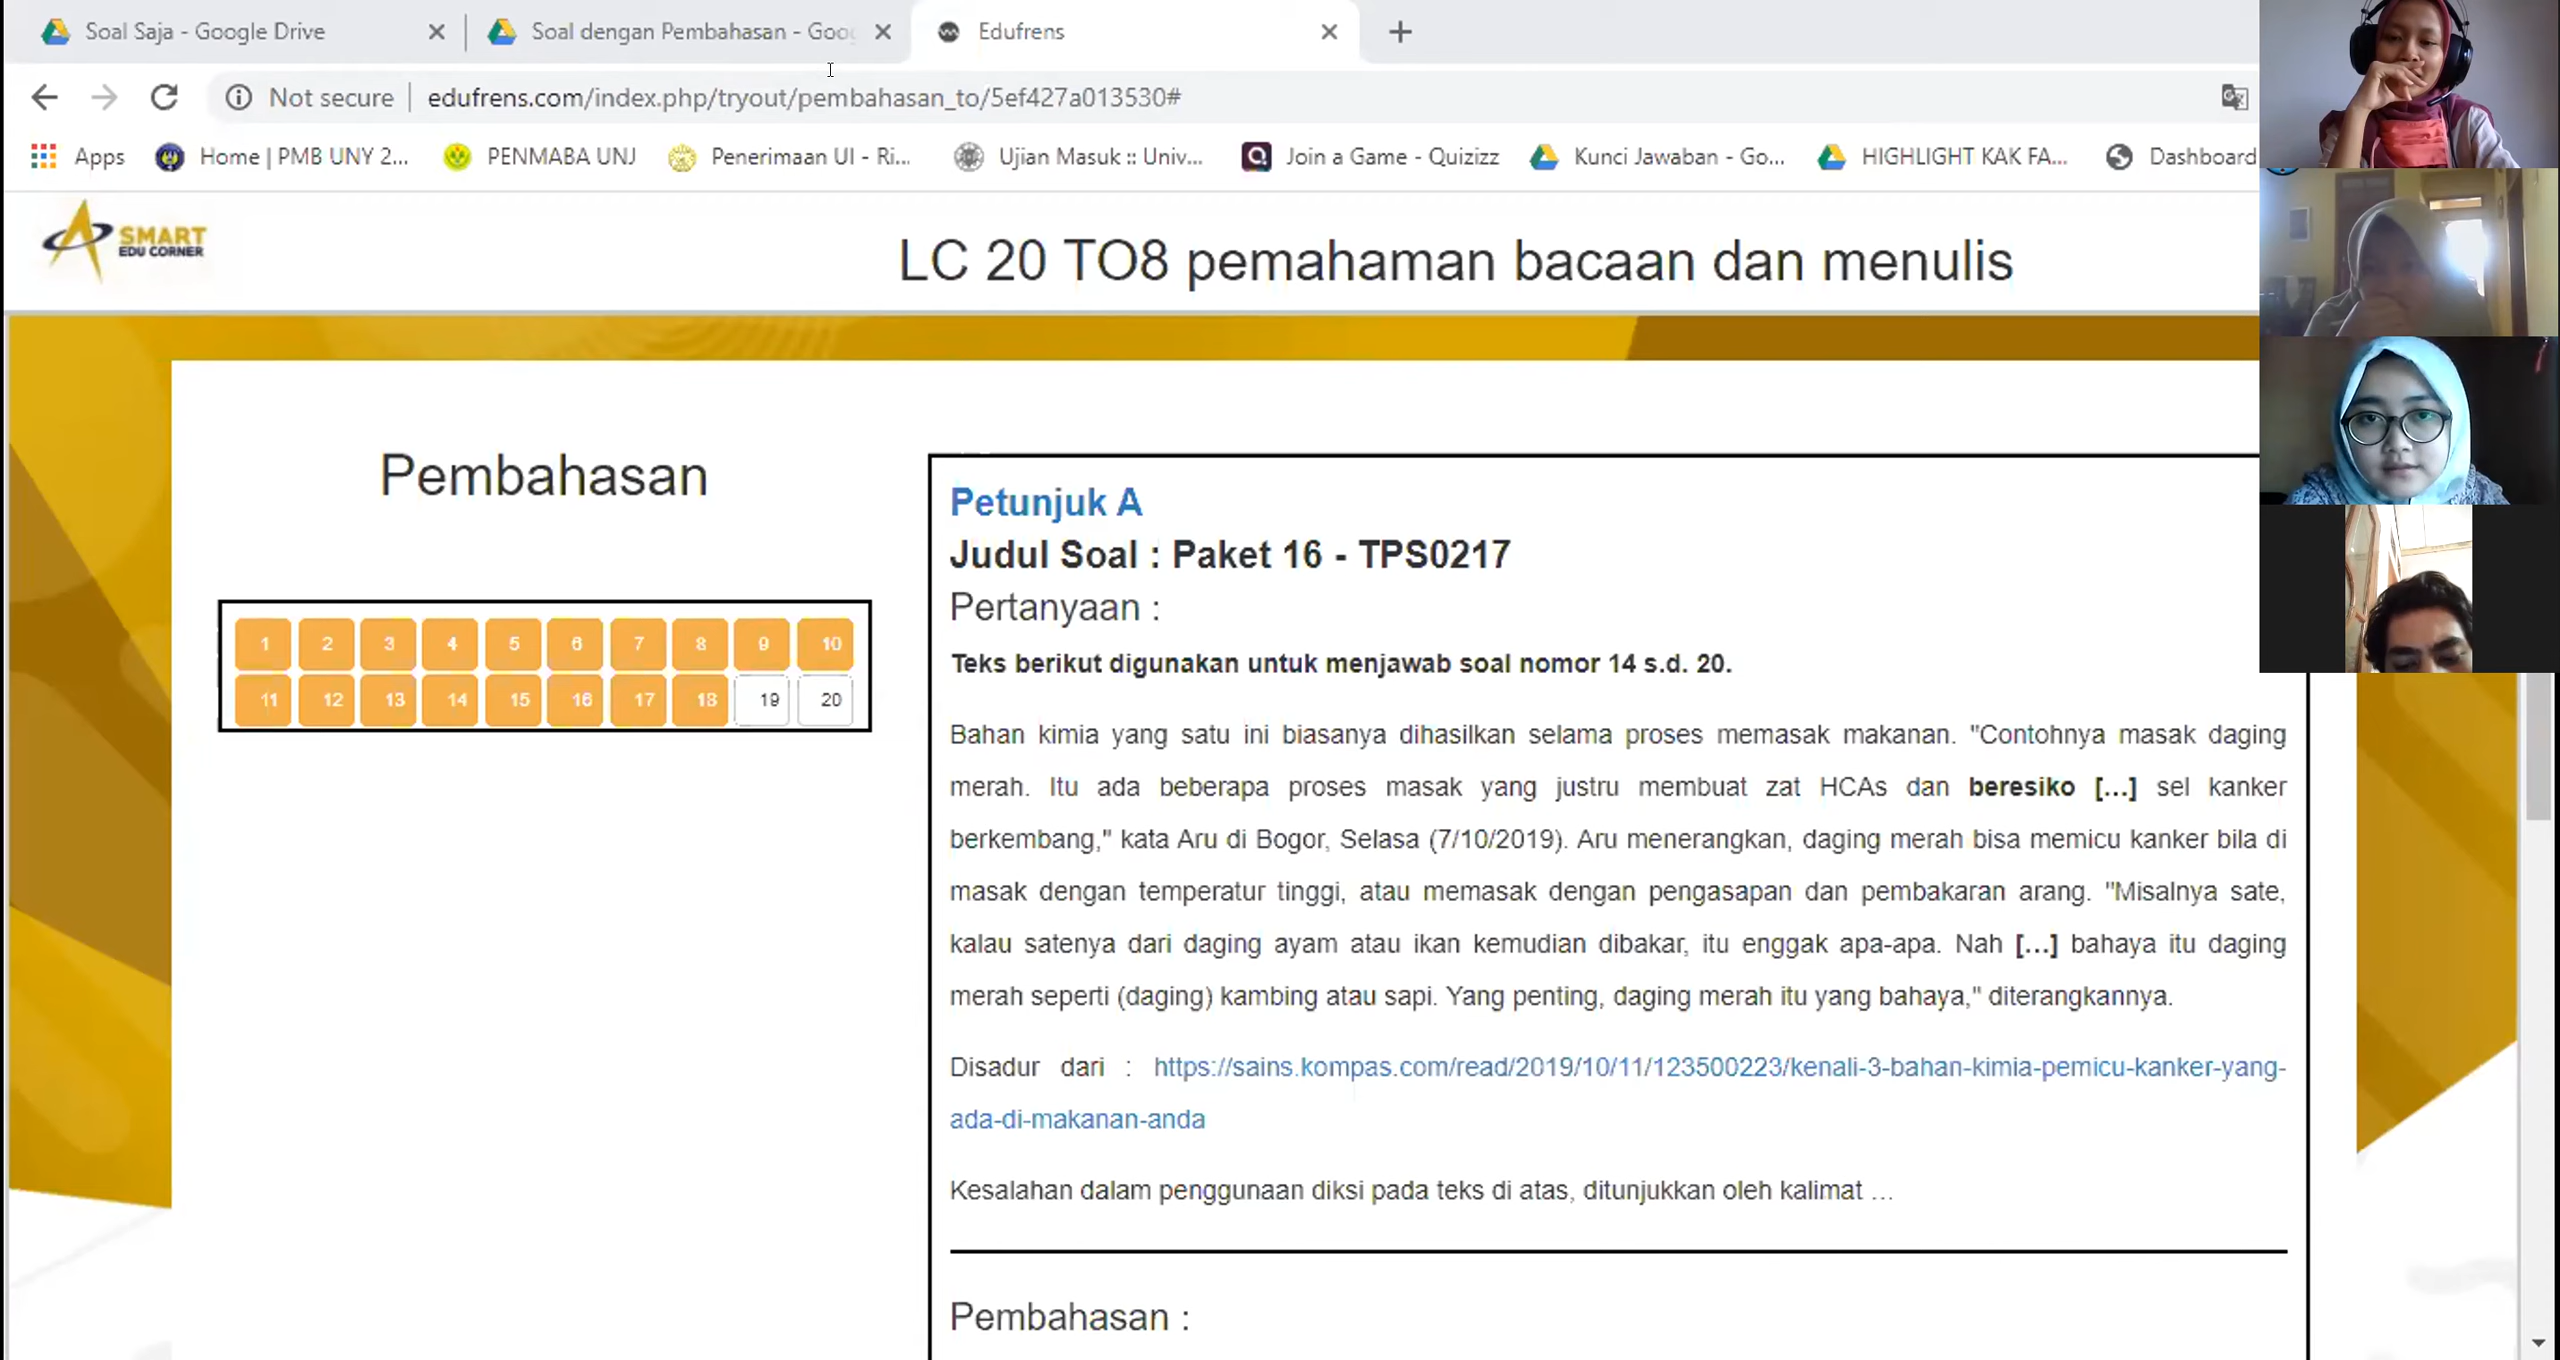 Soal Saja - Google Drive
Soal dengan Pembahasan - Goo
Edufrens
Not secure
edufrens.com/index.php/tryout/pembahasan_to/5ef427a013530#
Apps
Home | PMB UNY 2...
PENMABA UNJ
Penerimaan UI - Ri...
Ujian Masuk :: Univ...
Join a Game - Quizizz
Kunci Jawaban - Go...
HIGHLIGHT KAK FA...
Dashboard
SMART
EDU CORNER
LC 20 TO8 pemahaman bacaan dan menulis
Pembahasan
1 2 3 4 5 6 7 8 9 10
11 12 13 14 15 16 17 18 19 20
Petunjuk A
Judul Soal : Paket 16 - TPS0217
Pertanyaan :
Teks berikut digunakan untuk menjawab soal nomor 14 s.d. 20.
Bahan kimia yang satu ini biasanya dihasilkan selama proses memasak makanan. "Contohnya masak daging
merah. Itu ada beberapa proses masak yang justru membuat zat HCAs dan beresiko [...] sel kanker
berkembang," kata Aru di Bogor, Selasa (7/10/2019). Aru menerangkan, daging merah bisa memicu kanker bila di
masak dengan temperatur tinggi, atau memasak dengan pengasapan dan pembakaran arang. "Misalnya sate,
kalau satenya dari daging ayam atau ikan kemudian dibakar, itu enggak apa-apa. Nah [...] bahaya itu daging
merah seperti (daging) kambing atau sapi. Yang penting, daging merah itu yang bahaya," diterangkannya.
Disadur dari : https://sains.kompas.com/read/2019/10/11/123500223/kenali-3-bahan-kimia-pemicu-kanker-yang-
ada-di-makanan-anda
Kesalahan dalam penggunaan diksi pada teks di atas, ditunjukkan oleh kalimat ...
Pembahasan :